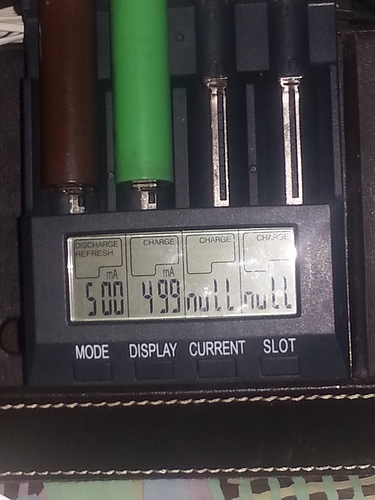 DISCHARGE CHARGE CHARGE CHARGE
REFRESH
mA mA
500 499 null null
MODE DISPLAY CURRENT SLOT